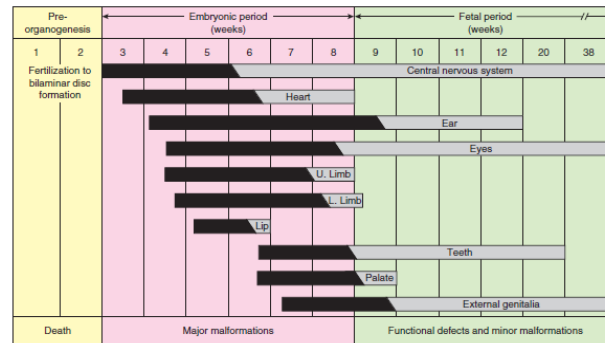 Pre-
organogenesis
Embryonic period
(weeks)
Fetal period
(weeks)
1 2 3 4 5 6 7 8 9 10 11 12 20 38
Fertilization to
bilaminar disc
formation
Central nervous system
Heart
Ear
Eyes
U. Limb
L. Limb
Lip
Teeth
Palate
External genitalia
Death Major malformations Functional defects and minor malformations